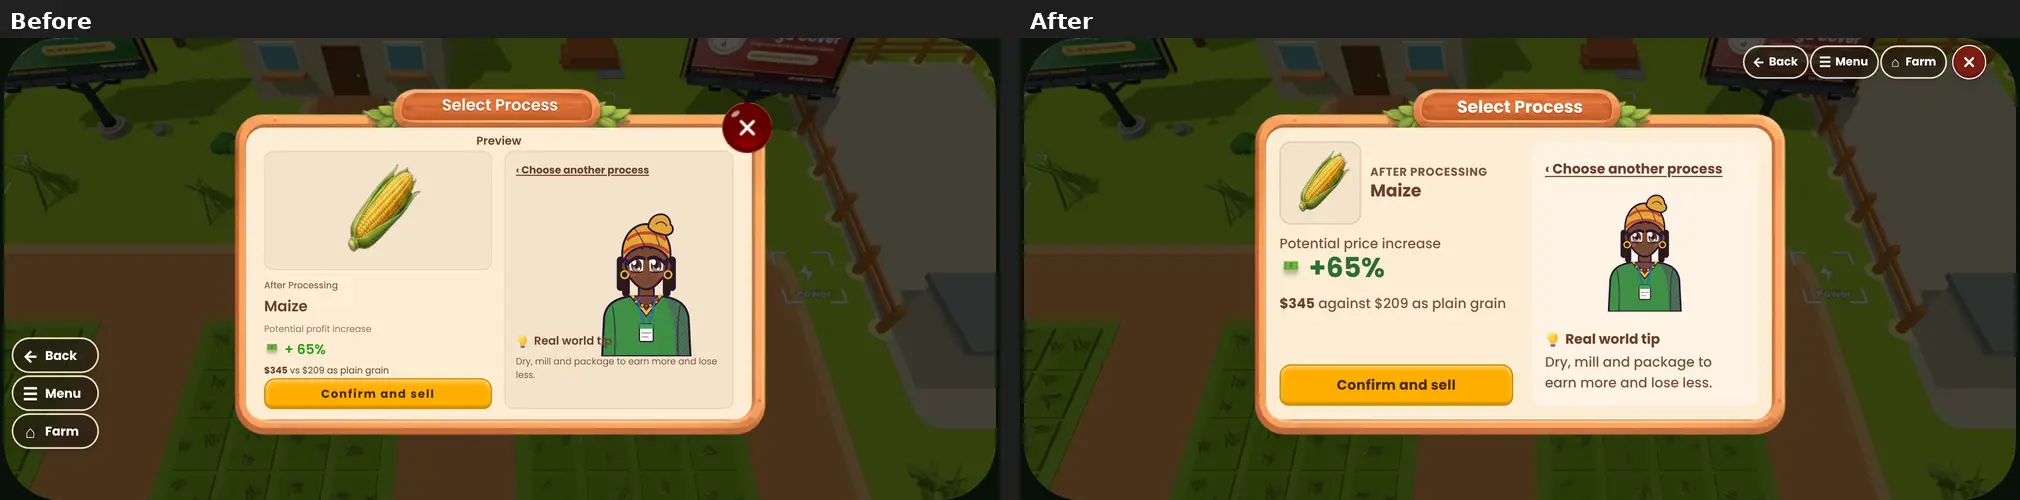 Before
Select Process
Preview
‹ Choose another process
After Processing
Maize
Potential profit increase
+ 65%
$345 vs $209 as plain grain
Confirm and sell
Real world tip
Dry, mill and package to earn more and lose
less.
Back
Menu
Farm
After
Back
Menu
Farm
Select Process
AFTER PROCESSING
Maize
Potential price increase
+65%
$345 against $209 as plain grain
Confirm and sell
‹ Choose another process
Real world tip
Dry, mill and package to
earn more and lose less.